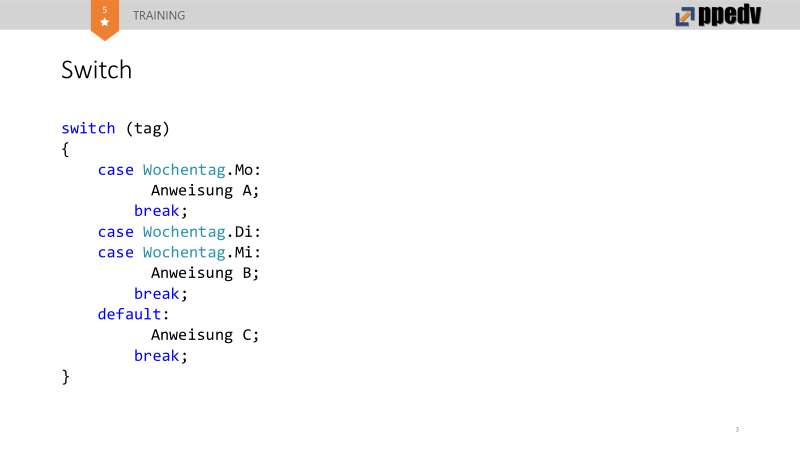 5
TRAINING
ppedv
Switch
switch (tag)
{
    case Wochentag.Mo:
          Anweisung A;
        break;
    case Wochentag.Di:
    case Wochentag.Mi:
          Anweisung B;
        break;
    default:
          Anweisung C;
        break;
}
3